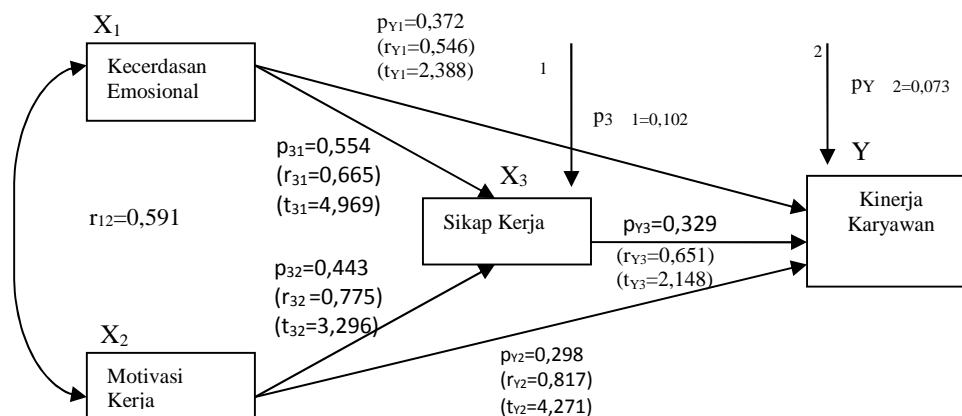 X₁
Kecerdasan
Emosional
pY1=0,372
(rY1=0,546)
(tY1=2,388)
1
p3 1=0,102
2
pY 2=0,073
p31=0,554
(r31=0,665)
(t31=4,969)
X₃
Sikap Kerja
Y
Kinerja
Karyawan
r12=0,591
pY3=0,329
(rY3=0,651)
(tY3=2,148)
p32=0,443
(r32 =0,775)
(t32=3,296)
X₂
Motivasi
Kerja
pY2=0,298
(rY2=0,817)
(tY2=4,271)